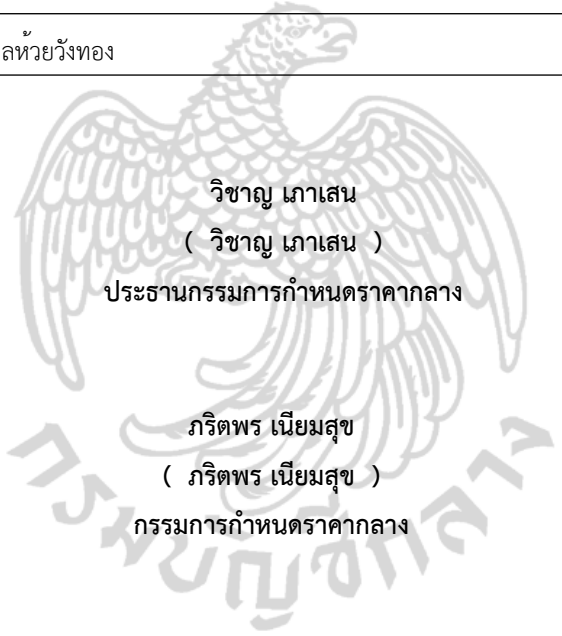 ลห้วยวังทอง
วิชาญ เภาเสน
( วิชาญ เภาเสน )
ประธานกรรมการกำหนดราคากลาง
ภริตพร เนียมสุข
( ภริตพร เนียมสุข )
กรรมการกำหนดราคากลาง
กรมบัญชีกลาง